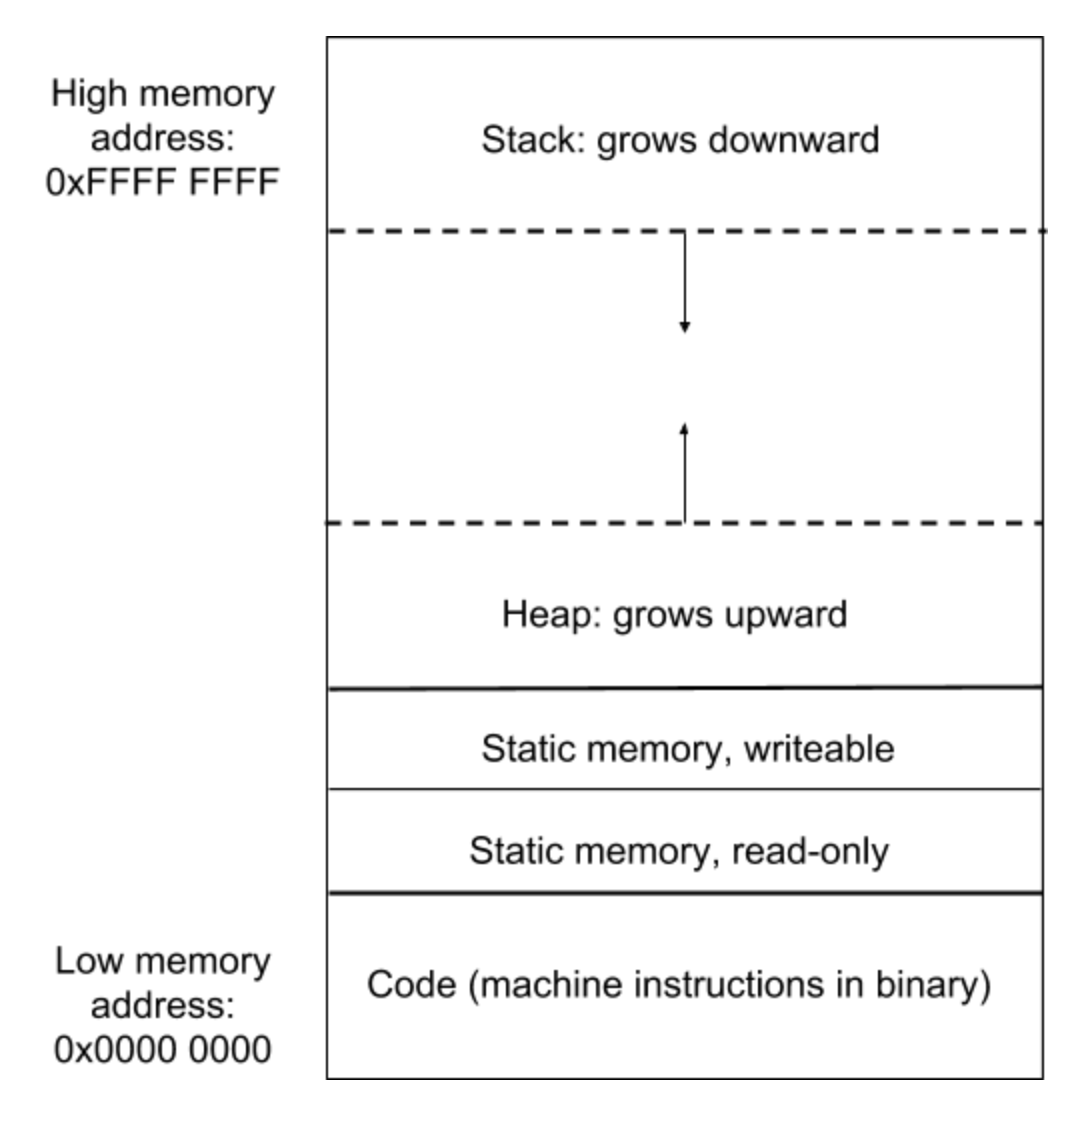 High memory
address:
0xFFFF FFFF
Stack: grows downward
Heap: grows upward
Static memory, writeable
Static memory, read-only
Low memory
address:
0x0000 0000
Code (machine instructions in binary)